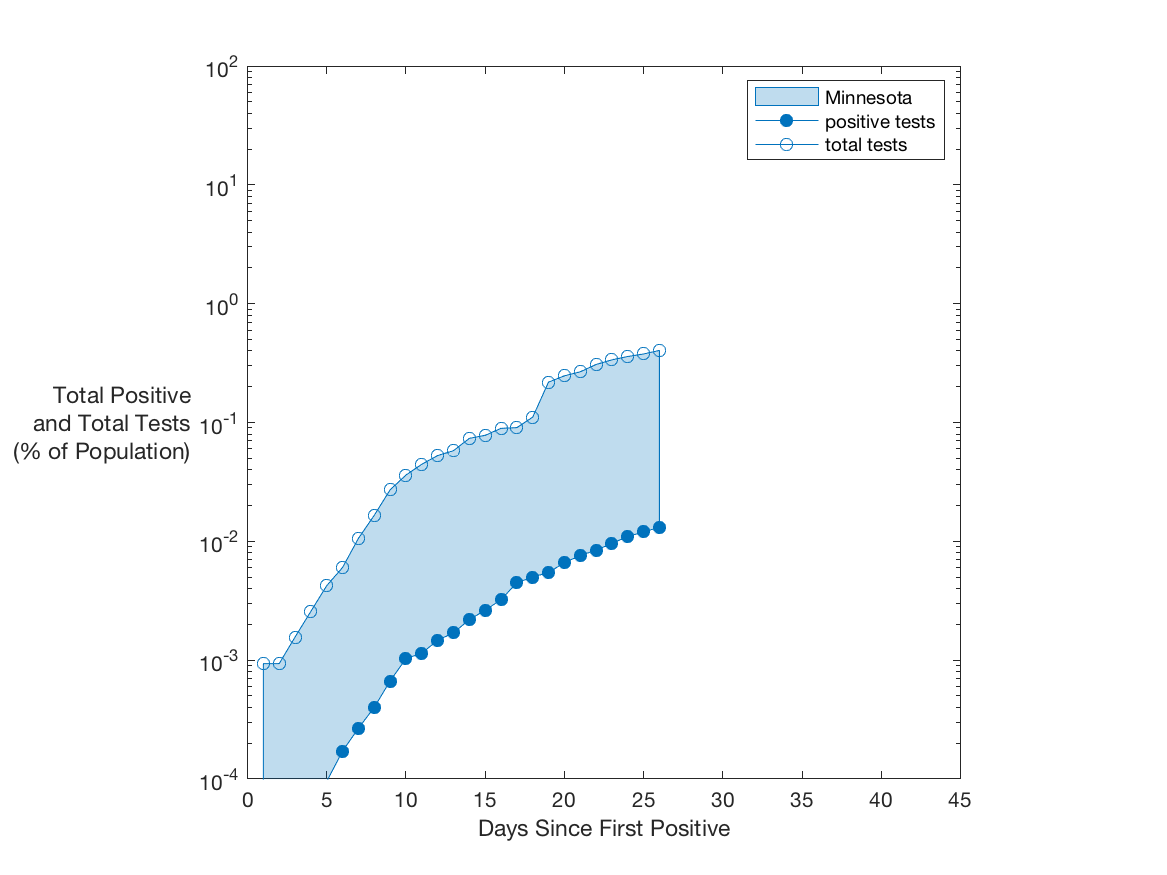 10^2
10^1
10^0
10^-1
10^-2
10^-3
10^-4
Total Positive
and Total Tests
(% of Population)
Minnesota
positive tests
total tests
0 5 10 15 20 25 30 35 40 45
Days Since First Positive